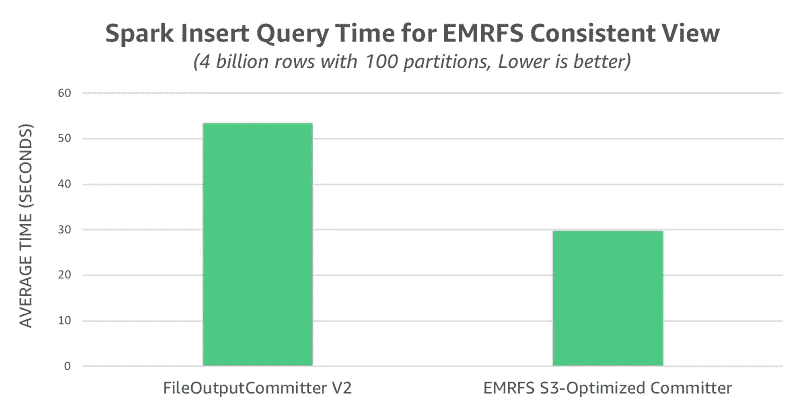 Spark Insert Query Time for EMRFS Consistent View
(4 billion rows with 100 partitions, Lower is better)
AVERAGE TIME (SECONDS)
60
50
40
30
20
10
0
FileOutputCommitter V2
EMRFS S3-Optimized Committer